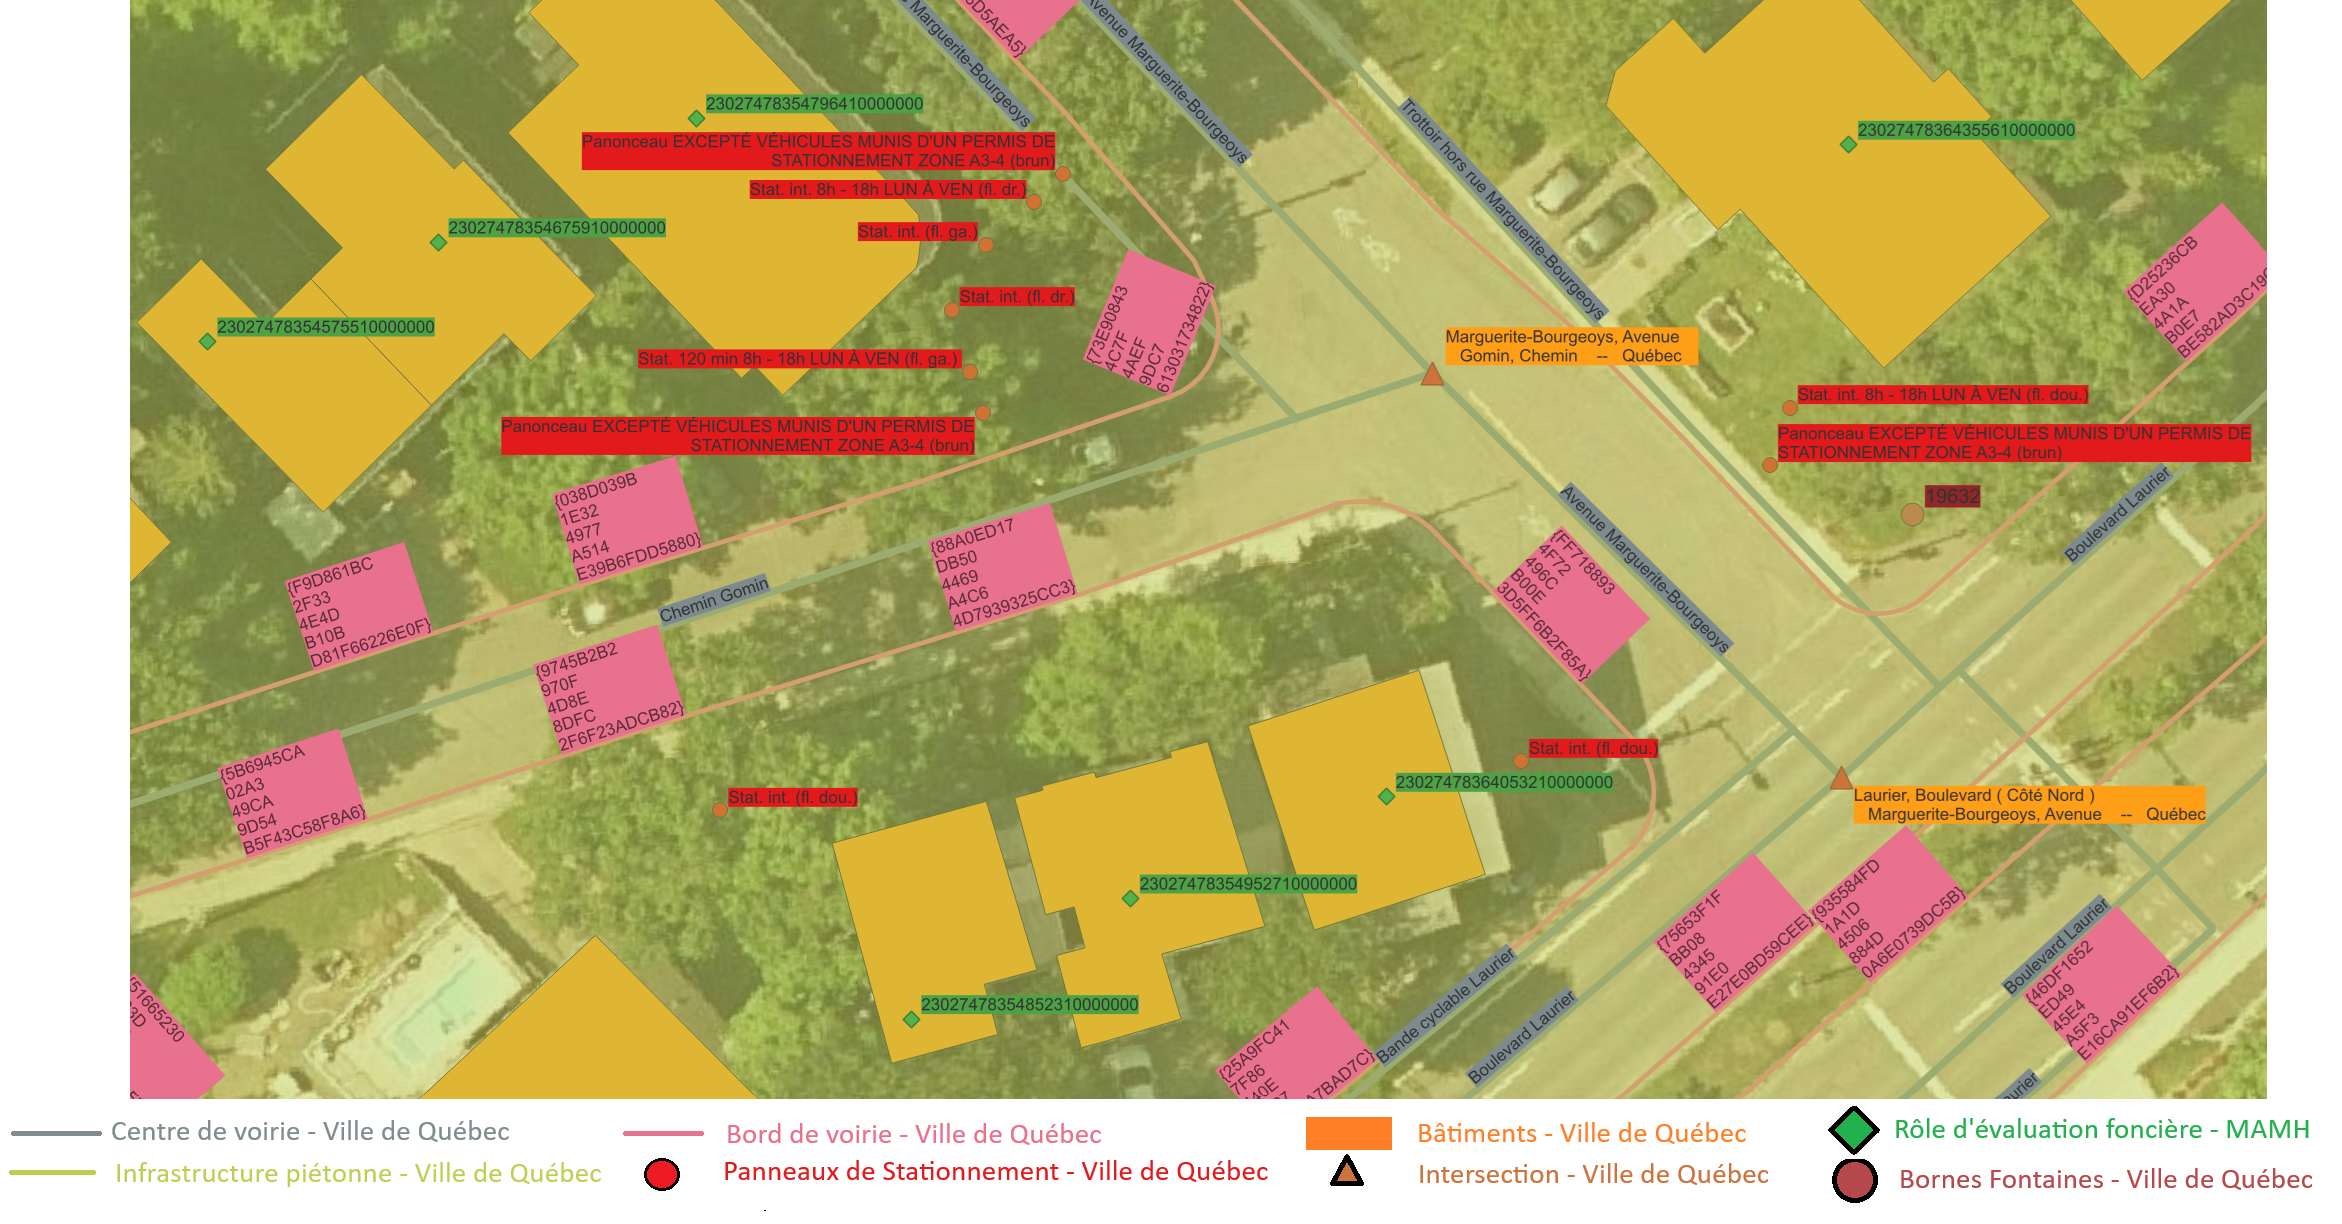 e Marguerite-Bourgeoys
3D5AEA5}
Avenue Marguerite-Bourgeoys
Trottoir hors rue Marguerite-Bourgeoys
23027478354796410000000
Panonceau EXCEPTÉ VÉHICULES MUNIS D'UN PERMIS DE
STATIONNEMENT ZONE A3-4 (brun)
Stat. int. 8h - 18h LUN À VEN (fl. dr.)
Stat. int. (fl. ga.)
23027478364355610000000
23027478354675910000000
{D25236CB
EA30
4A1A
B0E7
BE582AD3C19
Stat. int. (fl. dr.)
{73E90843
4C7F
4AEF
9DC7
613031734822}
23027478354575510000000
Marguerite-Bourgeoys, Avenue
Gomin, Chemin -- Québec
Stat. 120 min 8h - 18h LUN À VEN (fl. ga.)
Panonceau EXCEPTÉ VÉHICULES MUNIS D'UN PERMIS DE
STATIONNEMENT ZONE A3-4 (brun)
Stat. int. 8h - 18h LUN À VEN (fl. dou.)
Panonceau EXCEPTÉ VÉHICULES MUNIS D'UN PERMIS DE
STATIONNEMENT ZONE A3-4 (brun)
19632
Boulevard Laurier
{038D039B
1E32
4977
A514
E39B6FDD5880}
{F9D861BC
2F33
4E4D
B10B
D81F66226E0F}
Chemin Gomin
{88A0ED17
DB50
4469
A4C6
4D7939325CC3}
Avenue Marguerite-Bourgeoys
{FF718893
4F72
496C
B00E
3D5FF6B2F85A}
{9745B2B2
970F
4D8E
8DFC
2F6F23ADCB82}
{5B6945CA
02A3
49CA
9D54
B5F43C58F8A6}
Stat. int. (fl. dou.)
Stat. int. (fl. dou.)
23027478364053210000000
Laurier, Boulevard ( Côté Nord )
Marguerite-Bourgeoys, Avenue -- Québec
23027478354952710000000
{75653F1F
BB08
4345
91E0
E27E0BD59CEE}
{935584FD
1A1D
4506
884D
0A6E0739DC5B}
Boulevard Laurier
{46DF1652
ED49
45E4
A5F3
E16CA91EF6B2}
23027478354852310000000
Bande cyclable Laurier
Boulevard Laurier
51665230
3D
{25A9FC41
7F86
40E
A7BAD7C}
urier
Centre de voirie - Ville de Québec
Bord de voirie - Ville de Québec
Bâtiments - Ville de Québec
Rôle d'évaluation foncière - MAMH
Infrastructure piétonne - Ville de Québec
Panneaux de Stationnement - Ville de Québec
Intersection - Ville de Québec
Bornes Fontaines - Ville de Québec